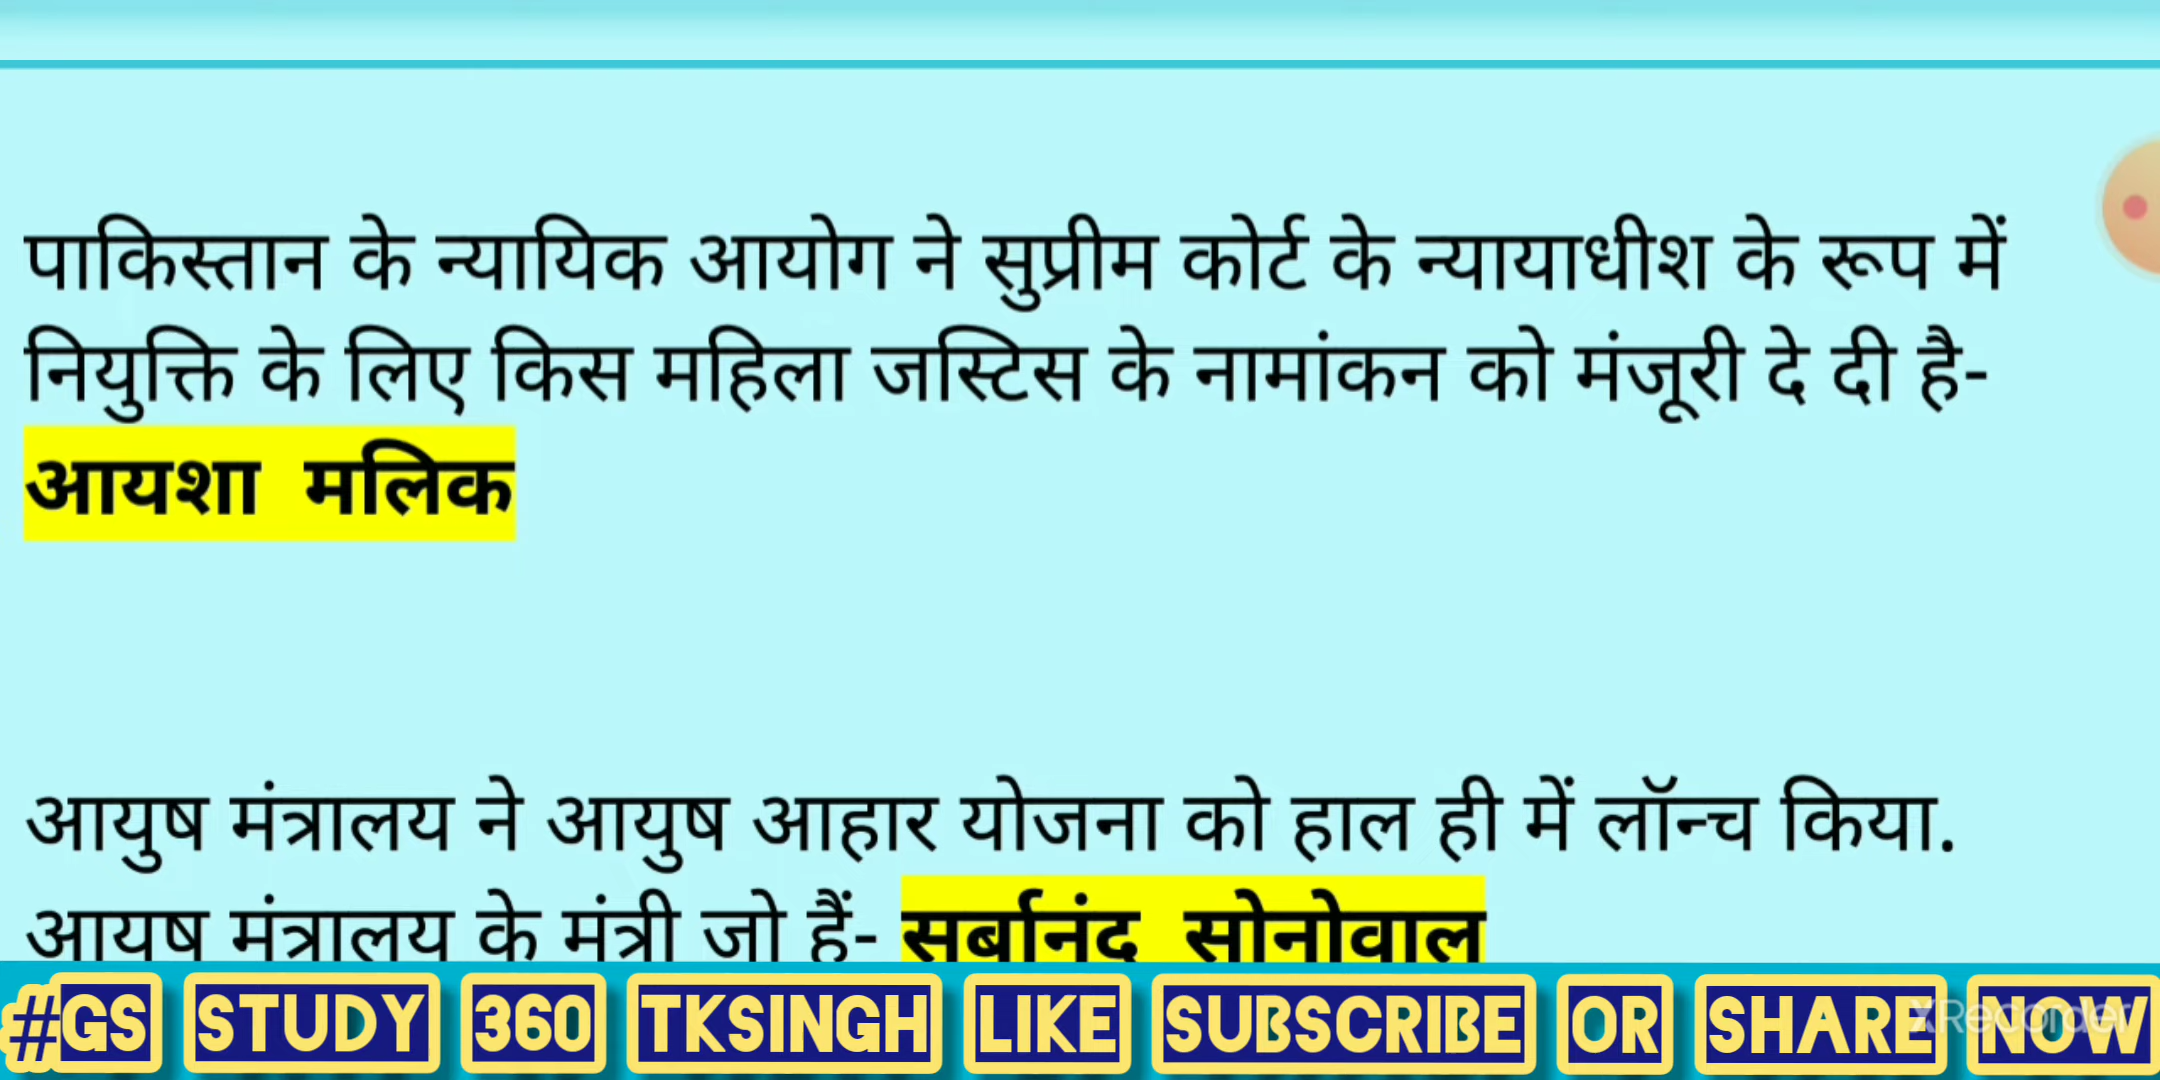 पाकिस्तान के न्यायिक आयोग ने सुप्रीम कोर्ट के न्यायाधीश के रूप में
नियुक्ति के लिए किस महिला जस्टिस के नामांकन को मंजूरी दे दी है-
आयशा मलिक
आयुष मंत्रालय ने आयुष आहार योजना को हाल ही में लॉन्च किया.
आयुष मंत्रालय के मंत्री जो हैं- सर्बानंद सोनोवाल
#GS STUDY 360 TKSINGH LIKE SUBSCRIBE OR SHARE NOW
XRecorder